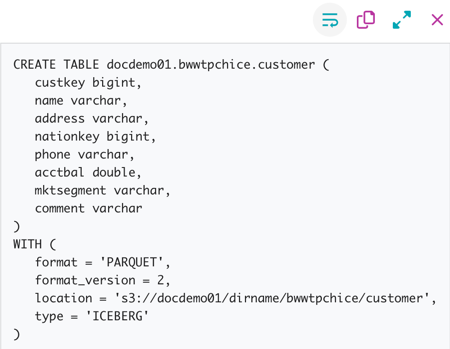 CREATE TABLE docdemo01.bwwtpchice.customer (
   custkey bigint,
   name varchar,
   address varchar,
   nationkey bigint,
   phone varchar,
   acctbal double,
   mktsegment varchar,
   comment varchar
)
WITH (
   format = 'PARQUET',
   format_version = 2,
   location = 's3://docdemo01/dirname/bwwtpchice/customer',
   type = 'ICEBERG'
)